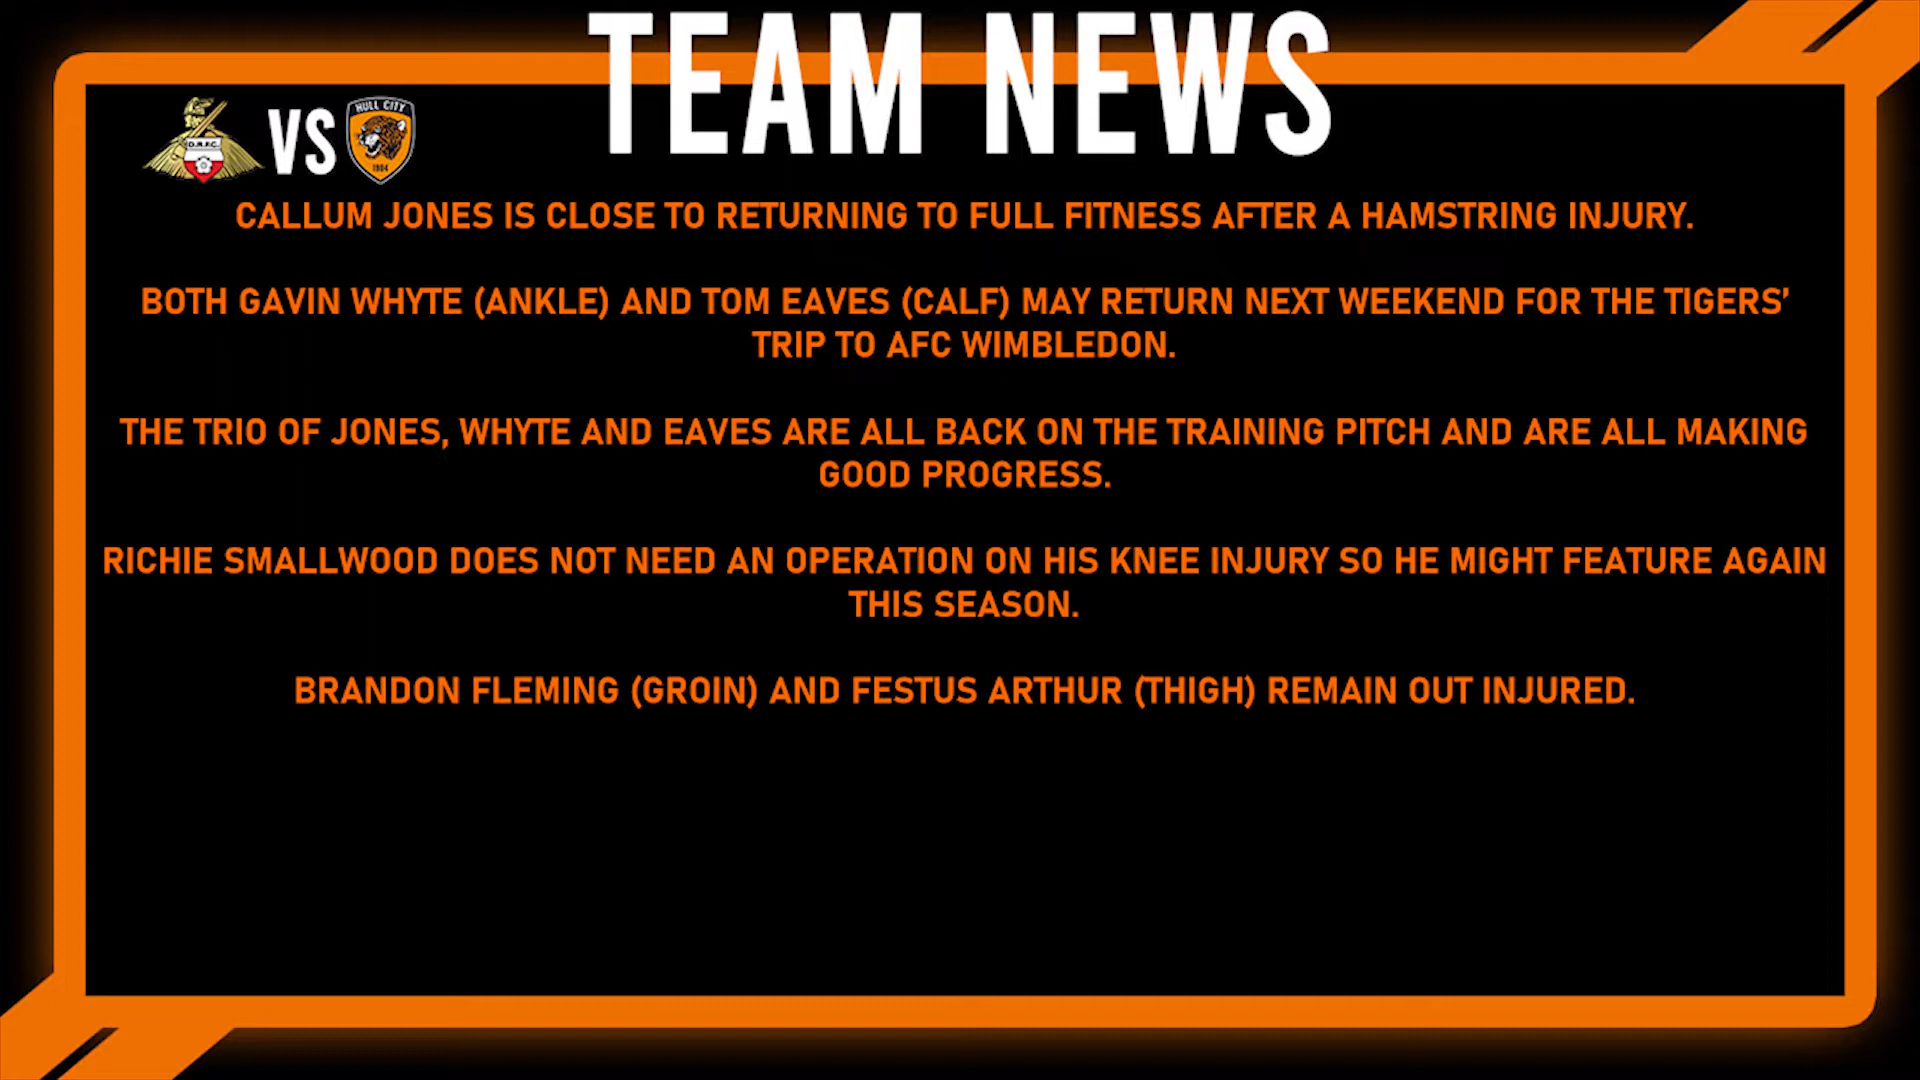 TEAM NEWS
D.R.F.C.
VS
HULL CITY
1904
CALLUM JONES IS CLOSE TO RETURNING TO FULL FITNESS AFTER A HAMSTRING INJURY.
BOTH GAVIN WHYTE (ANKLE) AND TOM EAVES (CALF) MAY RETURN NEXT WEEKEND FOR THE TIGERS’
TRIP TO AFC WIMBLEDON.
THE TRIO OF JONES, WHYTE AND EAVES ARE ALL BACK ON THE TRAINING PITCH AND ARE ALL MAKING
GOOD PROGRESS.
RICHIE SMALLWOOD DOES NOT NEED AN OPERATION ON HIS KNEE INJURY SO HE MIGHT FEATURE AGAIN
THIS SEASON.
BRANDON FLEMING (GROIN) AND FESTUS ARTHUR (THIGH) REMAIN OUT INJURED.